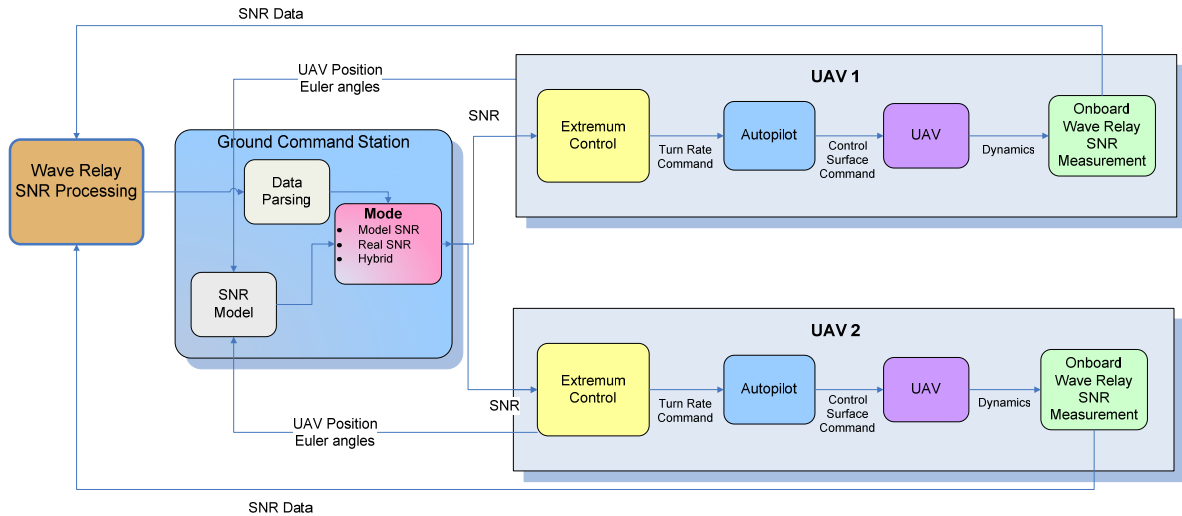 SNR Data
UAV Position
Euler angles
UAV 1
SNR
Extremum
Control
Turn Rate
Command
Autopilot
Control
Surface
Command
UAV
Dynamics
Onboard
Wave Relay
SNR
Measurement
Wave Relay
SNR Processing
Ground Command Station
Data
Parsing
Mode
• Model SNR
• Real SNR
• Hybrid
SNR
Model
UAV 2
SNR
Extremum
Control
Turn Rate
Command
Autopilot
Control
Surface
Command
UAV
Dynamics
Onboard
Wave Relay
SNR
Measurement
UAV Position
Euler angles
SNR Data